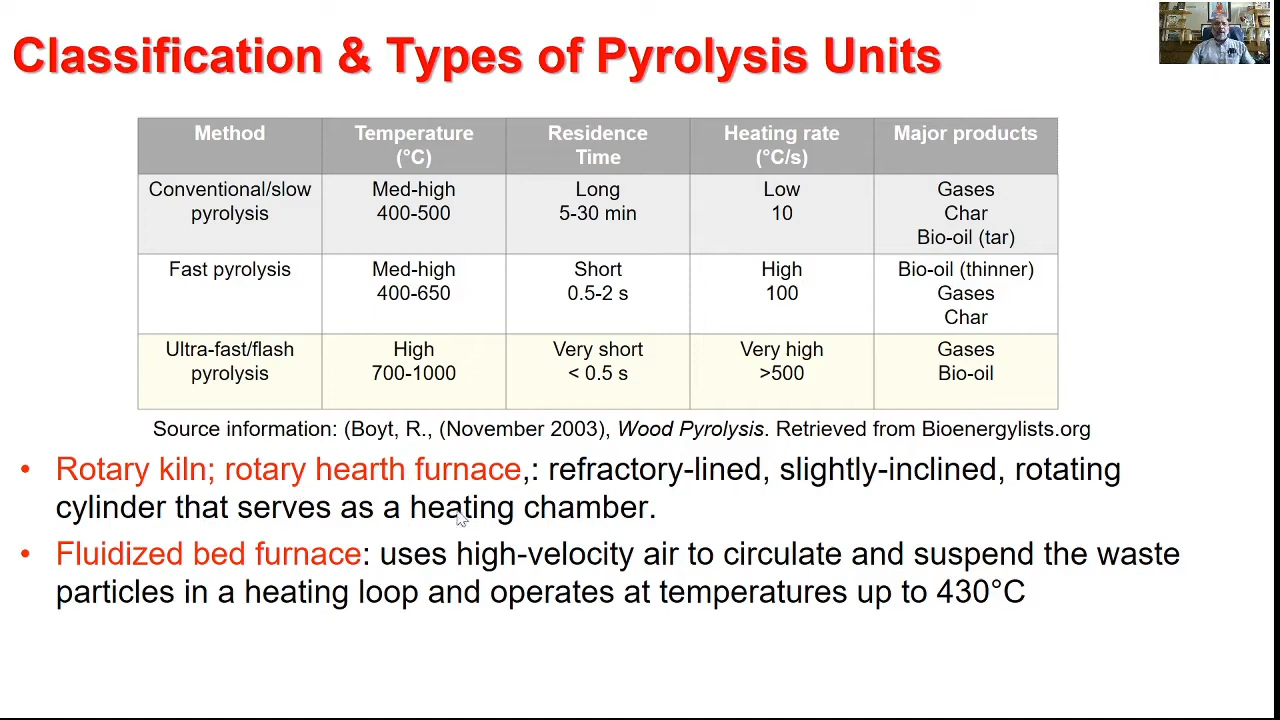 Classification & Types of Pyrolysis Units
Method Temperature Residence Heating rate Major products
(°C) Time (°C/s)
Conventional/slow Med-high Long Low Gases
pyrolysis 400-500 5-30 min 10 Char
Bio-oil (tar)
Fast pyrolysis Med-high Short High Bio-oil (thinner)
400-650 0.5-2 s 100 Gases
Char
Ultra-fast/flash High Very short Very high Gases
pyrolysis 700-1000 < 0.5 s >500 Bio-oil
Source information: (Boyt, R., (November 2003), Wood Pyrolysis. Retrieved from Bioenergylists.org
• Rotary kiln; rotary hearth furnace,: refractory-lined, slightly-inclined, rotating
cylinder that serves as a heating chamber.
• Fluidized bed furnace: uses high-velocity air to circulate and suspend the waste
particles in a heating loop and operates at temperatures up to 430°C